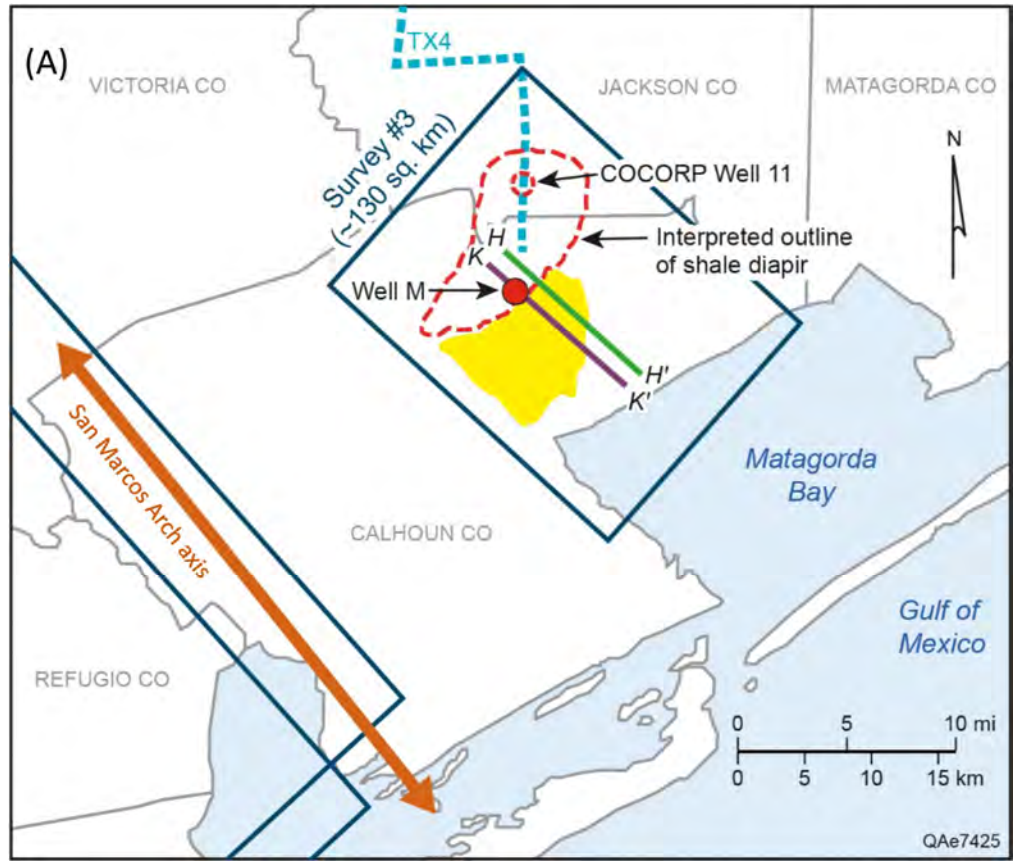 (A)
TX4
VICTORIA CO
JACKSON CO
MATAGORDA CO
Survey #3
(~130 sq. km)
N
COCORP Well 11
H
K
Interpreted outline
of shale diapir
Well M
H'
K'
San Marcos Arch axis
Matagorda
Bay
CALHOUN CO
Gulf of
Mexico
REFUGIO CO
0 5 10 mi
0 5 10 15 km
QAe7425